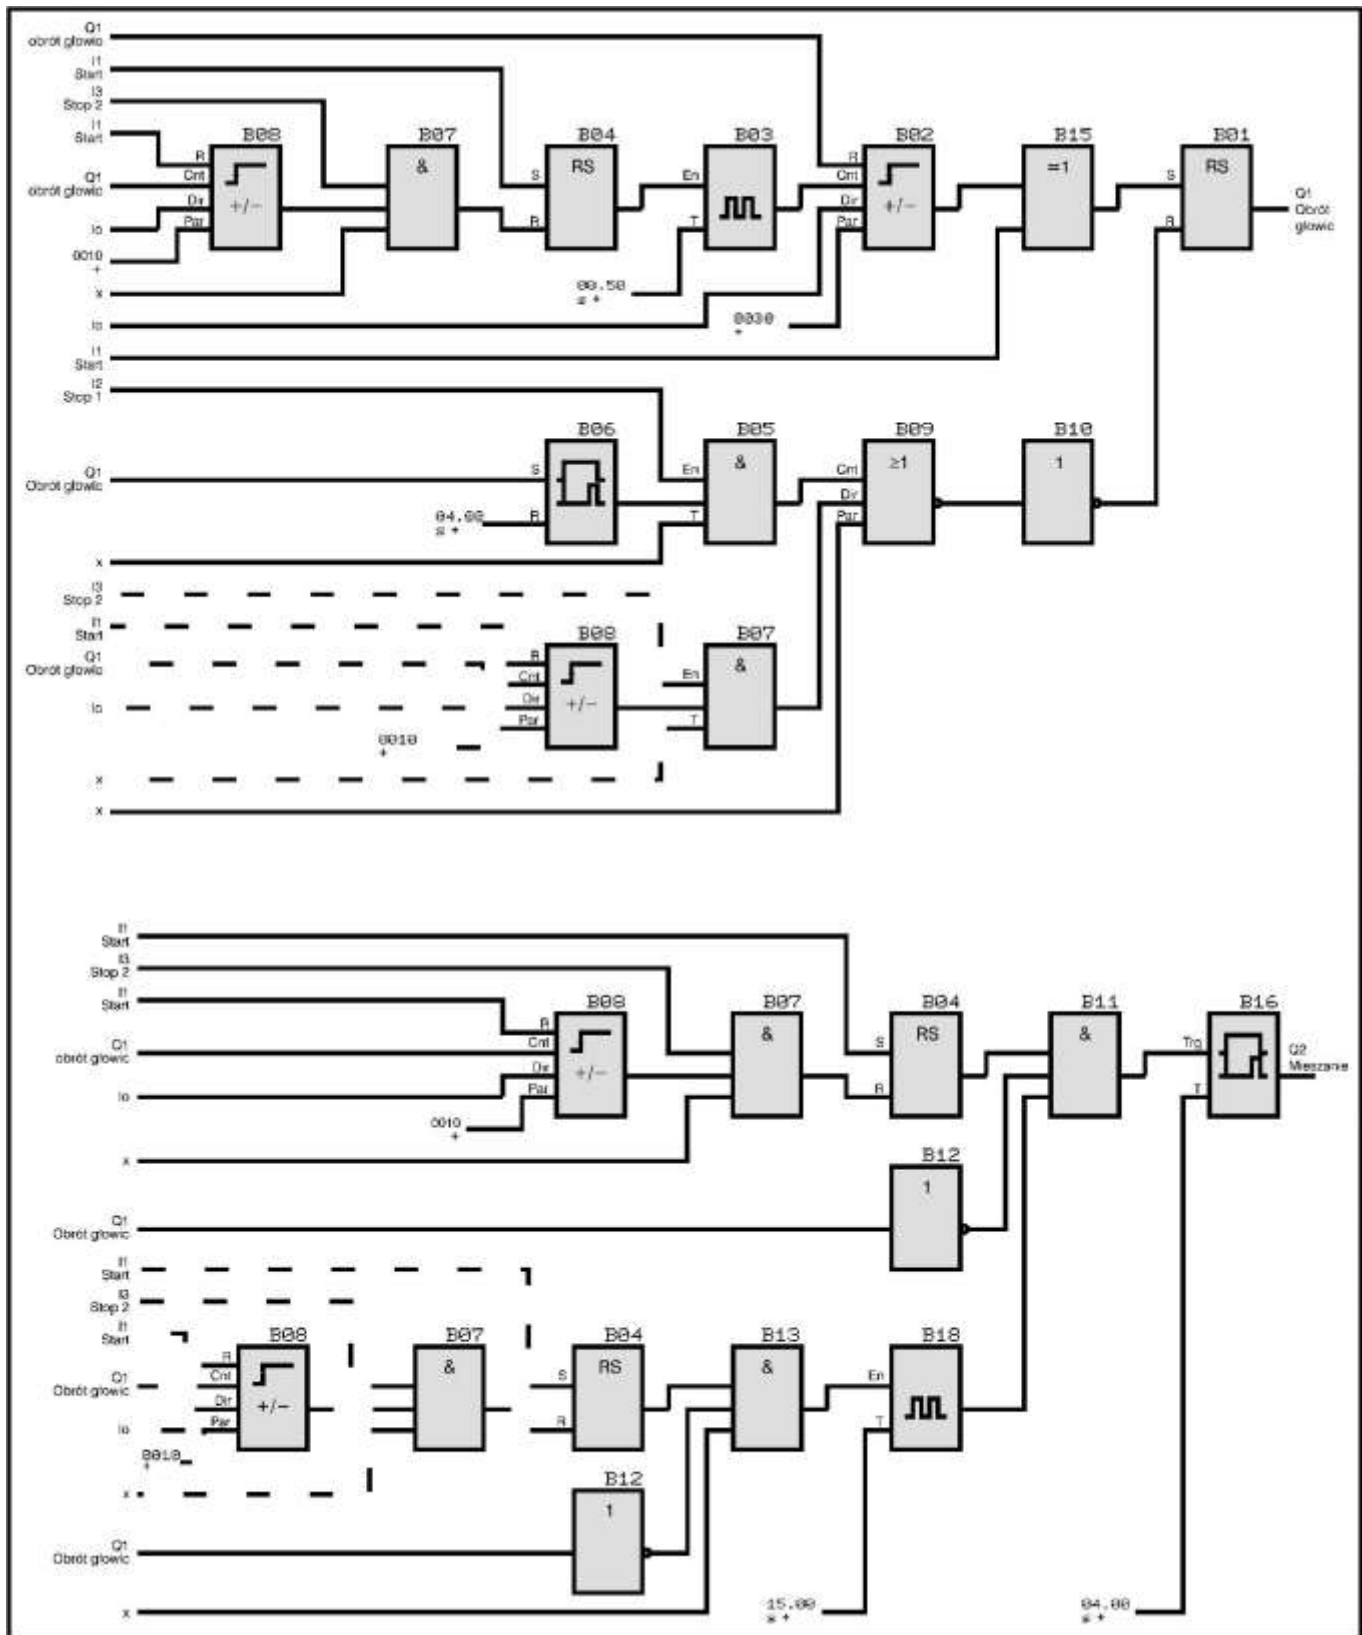 Q1
obrót głowic
I1
Start
I3
Stop 2
I1
Start
Q1
obrót głowic
lo
0010
+
x
lo
I1
Start
B08
R
Cnt
Dir
Par
+/−
B07
&
B04
RS
S
R
B03
En
T
00.50
s +
B02
R
Cnt
Dir
Par
+/−
0030
+
B15
=1
B01
RS
S
R
Q1
Obrót
głowic
I2
Stop 1
Q1
Obrót głowic
x
B06
S
R
04.00
s +
B05
&
En
T
B09
≥1
Cnt
Dir
Par
B10
1
I3
Stop 2
I1
Start
Q1
Obrót głowic
lo
0010
+
x
x
B08
R
Cnt
Dir
Par
+/−
B07
&
En
T
I1
Start
I3
Stop 2
I1
Start
Q1
obrót głowic
lo
0010
+
x
B08
R
Cnt
Dir
Par
+/−
B07
&
B04
RS
S
R
B11
&
B16
Trg
T
Q2
Mieszanie
B12
1
Q1
Obrót głowic
I1
Start
I3
Stop 2
I1
Start
Q1
Obrót głowic
lo
0010
+
x
B08
R
Cnt
Dir
Par
+/−
B07
&
B04
RS
S
R
B13
&
B18
En
T
B12
1
Q1
Obrót głowic
x
15.00
s +
04.00
s +